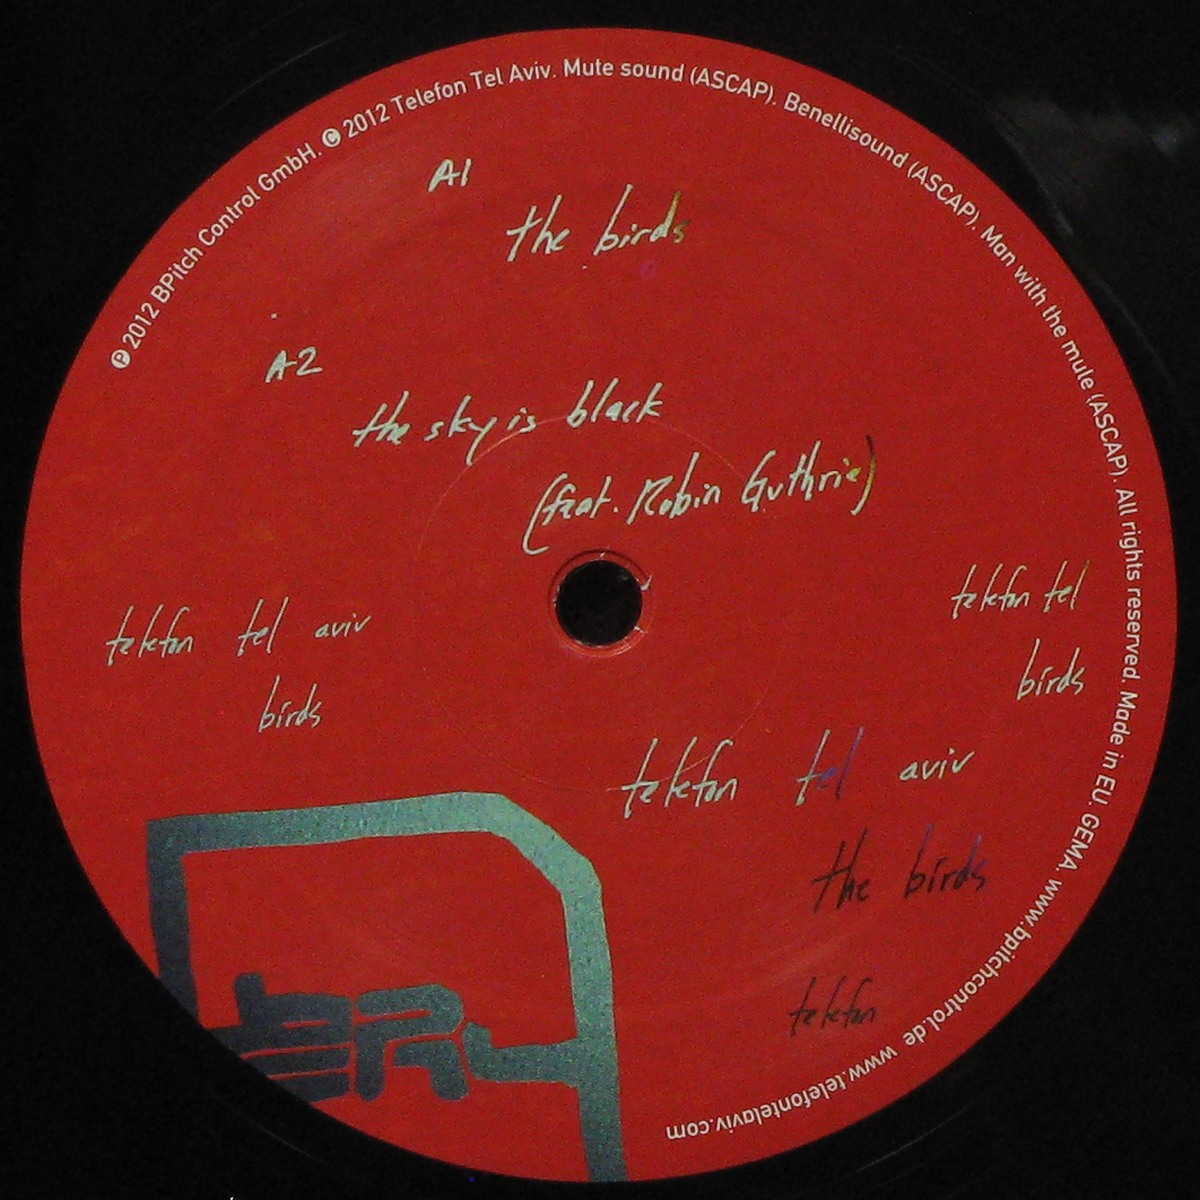 ℗ 2012 BPitch Control GmbH. © 2012 Telefon Tel Aviv. Mute sound (ASCAP). Benellisound (ASCAP). Man with the mule (ASCAP). All rights reserved. Made in EU. GEMA. www.bpitchcontrol.de www.telefontelaviv.com
A1
the birds
A2
the sky is black
(feat. Robin Guthrie)
telefon tel aviv
birds
telefon tel
birds
telefon tel aviv
the birds
telefon